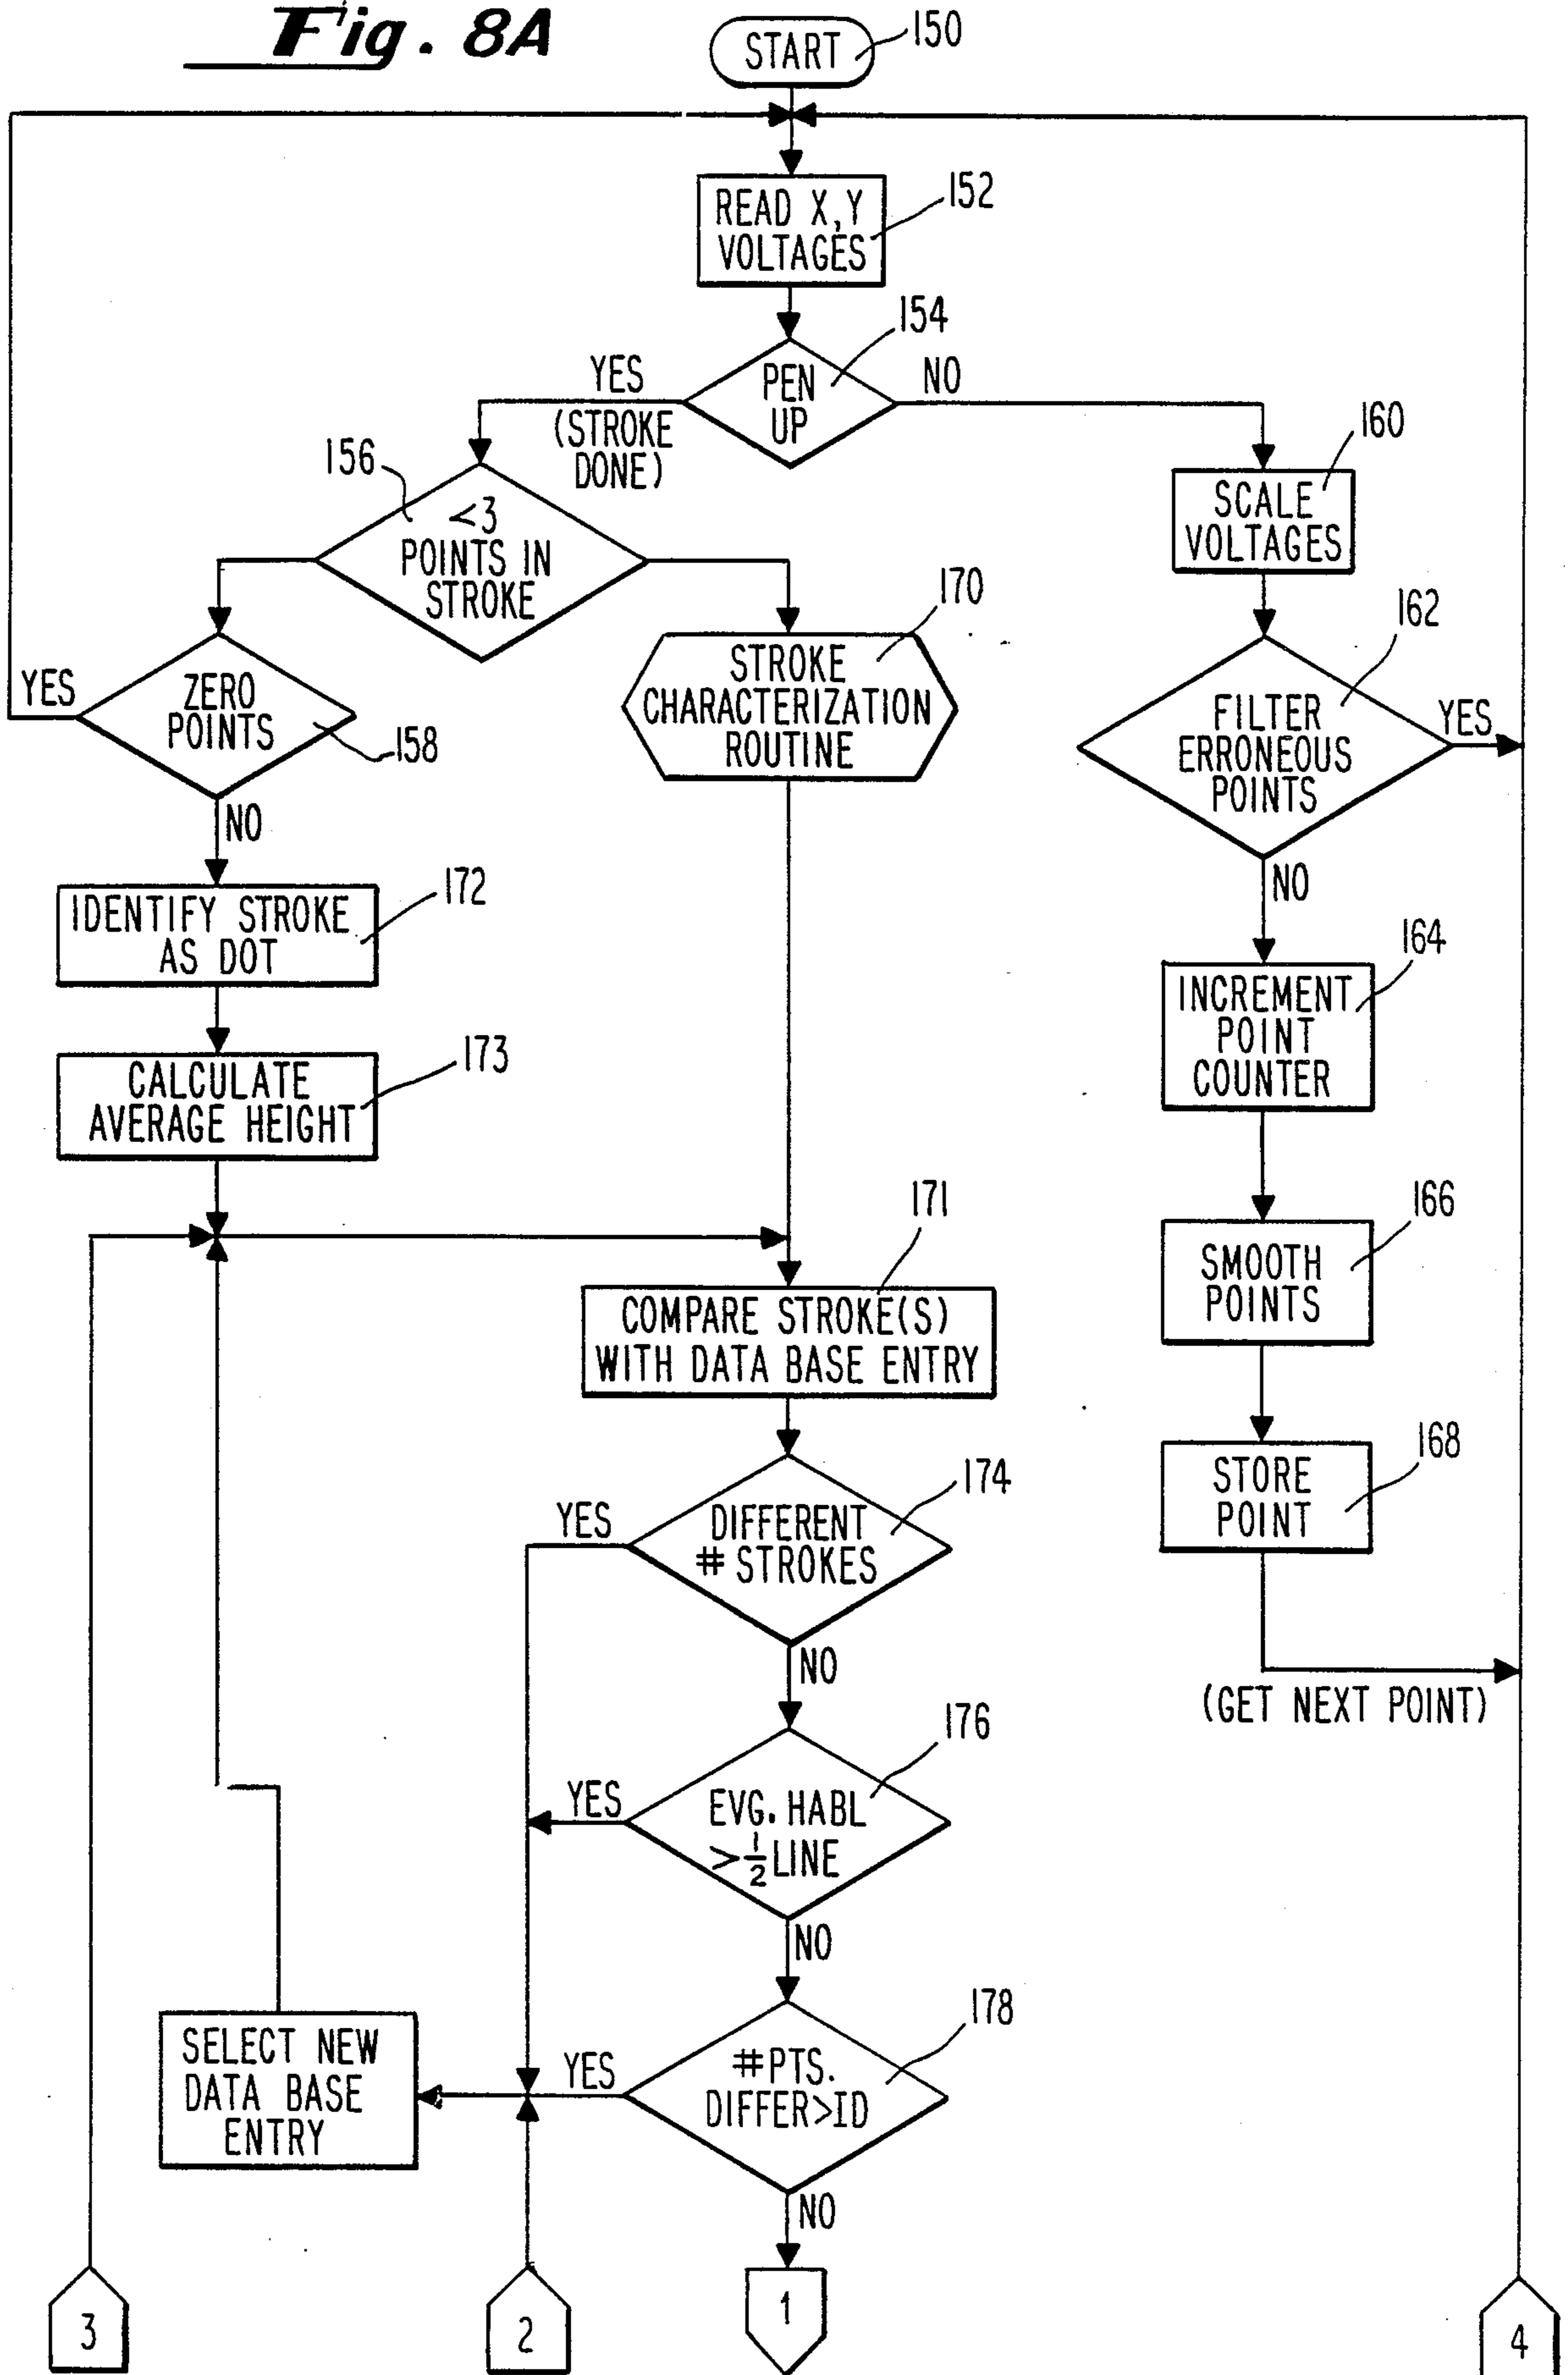 Fig. 8A
START
150
READ X,Y
VOLTAGES
152
154
PEN
UP
YES
(STROKE
DONE)
NO
156
<3
POINTS IN
STROKE
160
SCALE
VOLTAGES
170
STROKE
CHARACTERIZATION
ROUTINE
162
FILTER
ERRONEOUS
POINTS
YES
NO
YES
ZERO
POINTS
158
NO
172
IDENTIFY STROKE
AS DOT
164
INCREMENT
POINT
COUNTER
173
CALCULATE
AVERAGE HEIGHT
171
COMPARE STROKE(S)
WITH DATA BASE ENTRY
166
SMOOTH
POINTS
174
YES
DIFFERENT
# STROKES
NO
168
STORE
POINT
(GET NEXT POINT)
176
YES
EVG. HABL
>1/2 LINE
NO
178
YES
#PTS.
DIFFER>ID
NO
SELECT NEW
DATA BASE
ENTRY
3
2
1
4